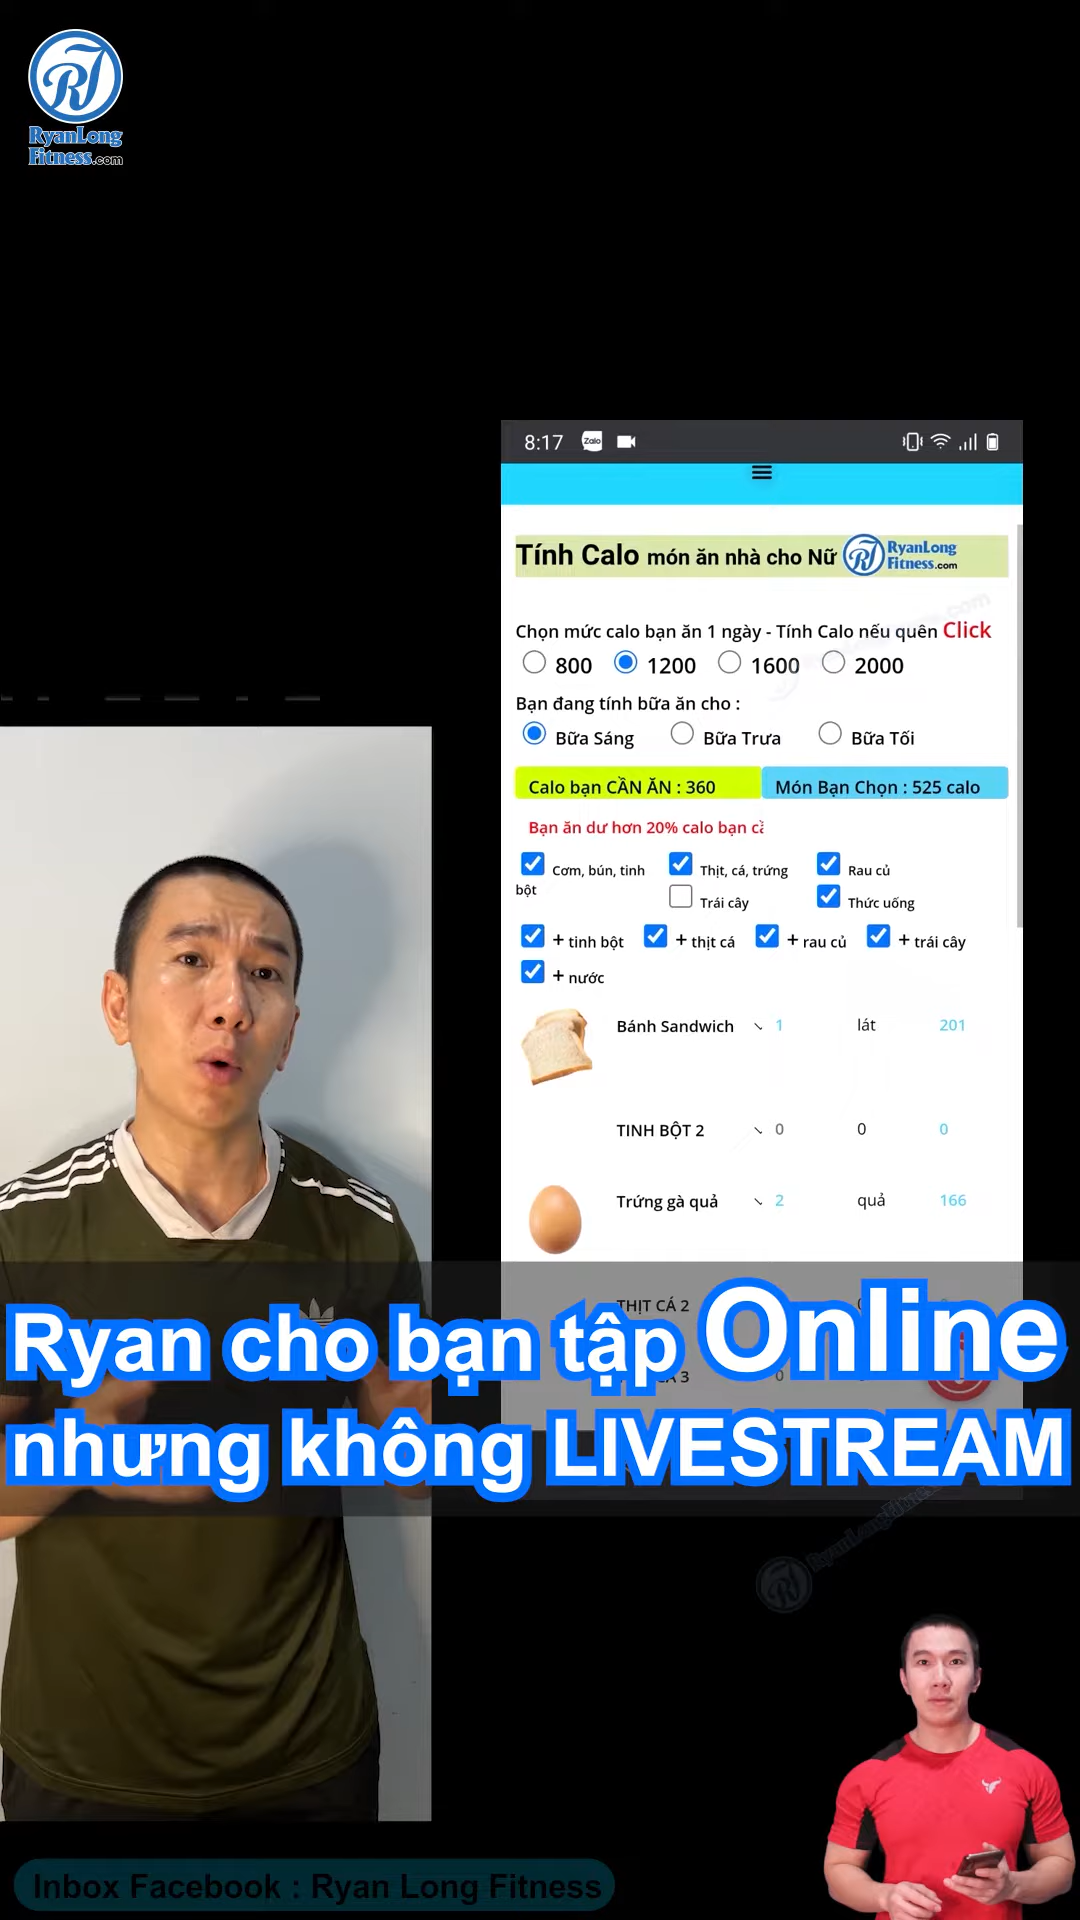 RyanLong
Fitness.com
8:17 Zalo
Tính Calo món ăn nhà cho Nữ RyanLong
Fitness.com
Chọn mức calo bạn ăn 1 ngày - Tính Calo nếu quên Click
800 1200 1600 2000
Bạn đang tính bữa ăn cho :
Bữa Sáng Bữa Trưa Bữa Tối
Calo bạn CẦN ĂN : 360 Món Bạn Chọn : 525 calo
Bạn ăn dư hơn 20% calo bạn
Cơm, bún, tinh bột Thịt, cá, trứng Rau củ
Trái cây Thức uống
+ tinh bột + thịt cá + rau củ + trái cây
+ nước
Bánh Sandwich 1 lát 201
TINH BỘT 2 0 0 0
Trứng gà quả 2 quả 166
THỊT CÁ 2
3 0
Ryan cho bạn tập Online
nhưng không LIVESTREAM
RyanLongFitness
Inbox Facebook : Ryan Long Fitness